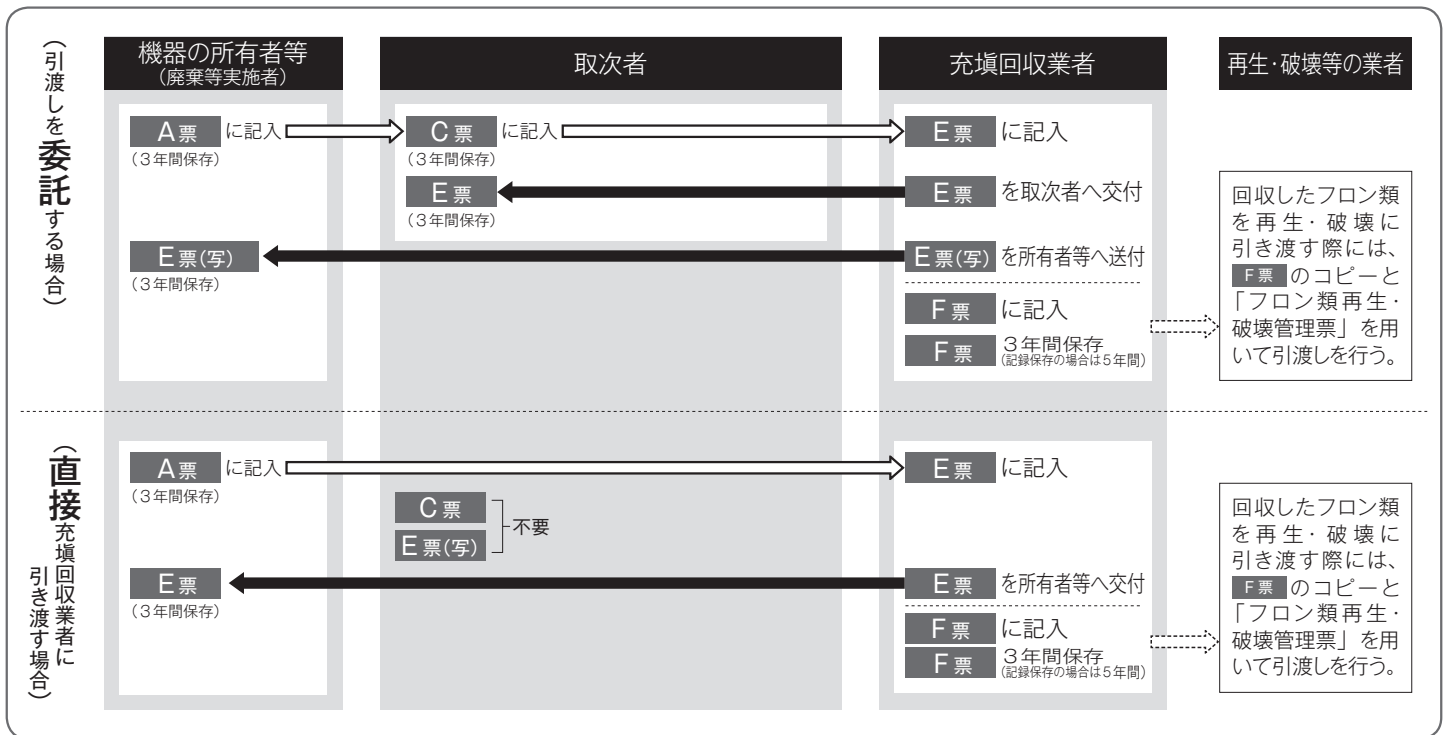 機器の所有者等
(廃棄等実施者)
取次者
充塡回収業者
再生・破壊等の業者
(引渡しを委託する場合)
A票 に記入
(3年間保存)
C票 に記入
(3年間保存)
E票 に記入
E票
(3年間保存)
E票 を取次者へ交付
E票(写)
(3年間保存)
E票(写) を所有者等へ送付
F票 に記入
F票 3年間保存
(記録保存の場合は5年間)
回収したフロン類
を再生・破壊に
引き渡す際には、
F票 のコピーと
「フロン類再生・
破壊管理票」を用
いて引渡しを行う。
(直接充塡回収業者に
引き渡す場合)
A票 に記入
(3年間保存)
E票 に記入
C票
E票(写)
不要
E票
(3年間保存)
E票 を所有者等へ交付
F票 に記入
F票 3年間保存
(記録保存の場合は5年間)
回収したフロン類
を再生・破壊に
引き渡す際には、
F票 のコピーと
「フロン類再生・
破壊管理票」を用
いて引渡しを行う。